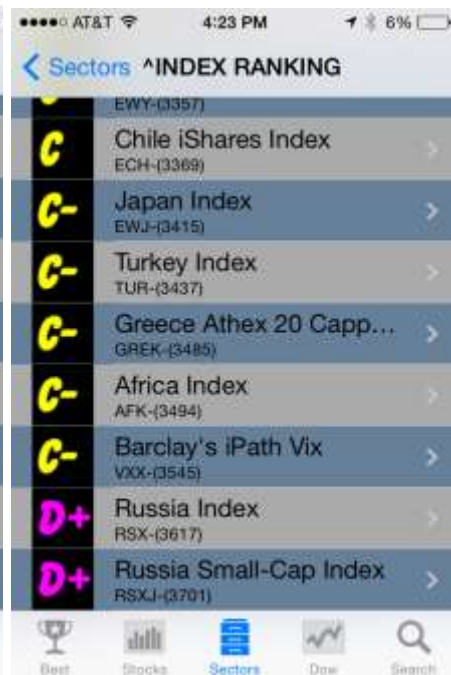 AT&T 4:23 PM 6%
Sectors ^INDEX RANKING
C- EWY-(3357)
C Chile iShares Index
ECH-(3369)
C- Japan Index
EWJ-(3415)
C- Turkey Index
TUR-(3437)
C- Greece Athex 20 Capp...
GREK-(3485)
C- Africa Index
AFK-(3494)
C- Barclay's iPath Vix
VXX-(3545)
D+ Russia Index
RSX-(3617)
D+ Russia Small-Cap Index
RSXJ-(3701)
Best Stocks Sectors Dow Search